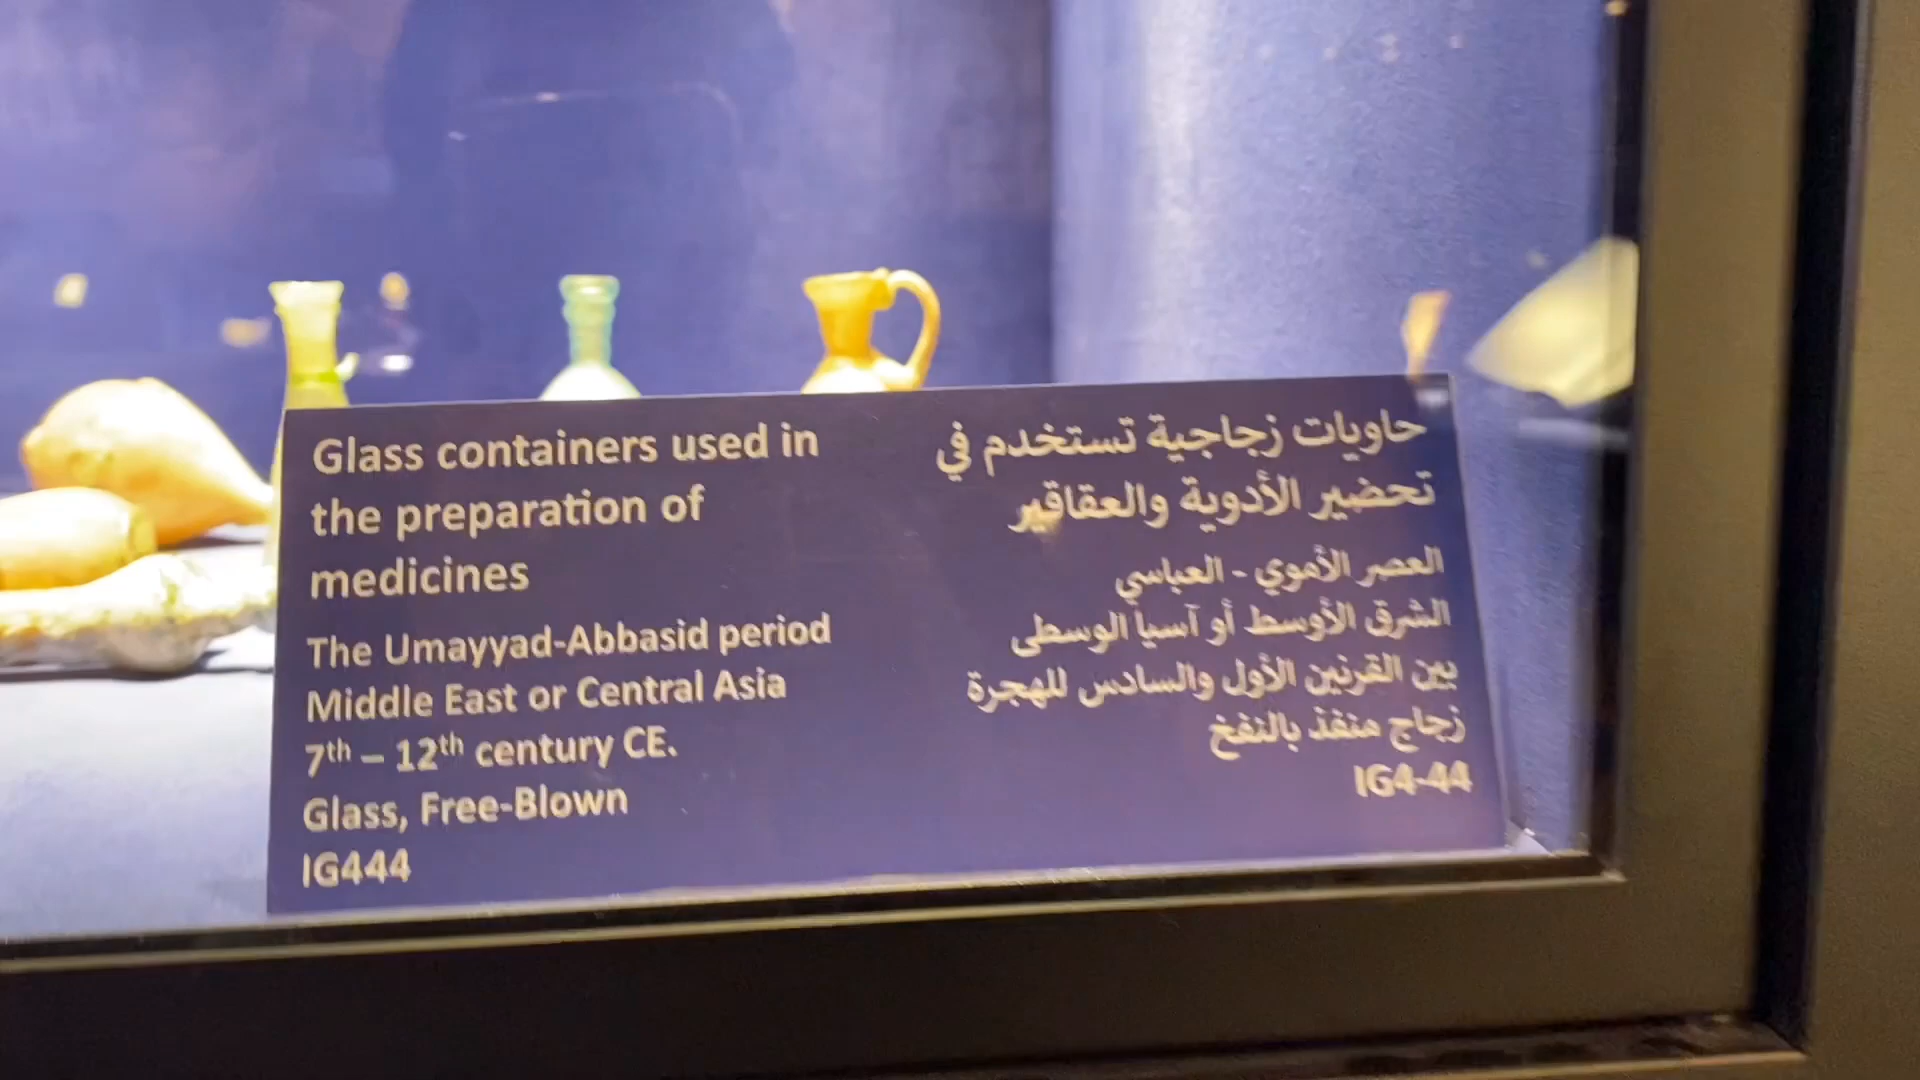 Glass containers used in
the preparation of
medicines
The Umayyad-Abbasid period
Middle East or Central Asia
7th – 12th century CE.
Glass, Free-Blown
IG444
حاويات زجاجية تستخدم في
تحضير الأدوية والعقاقير
العصر الأموي - العباسي
الشرق الأوسط أو آسيا الوسطى
بين القرنين الأول والسادس للهجرة
زجاج منفذ بالنفخ
IG4-44